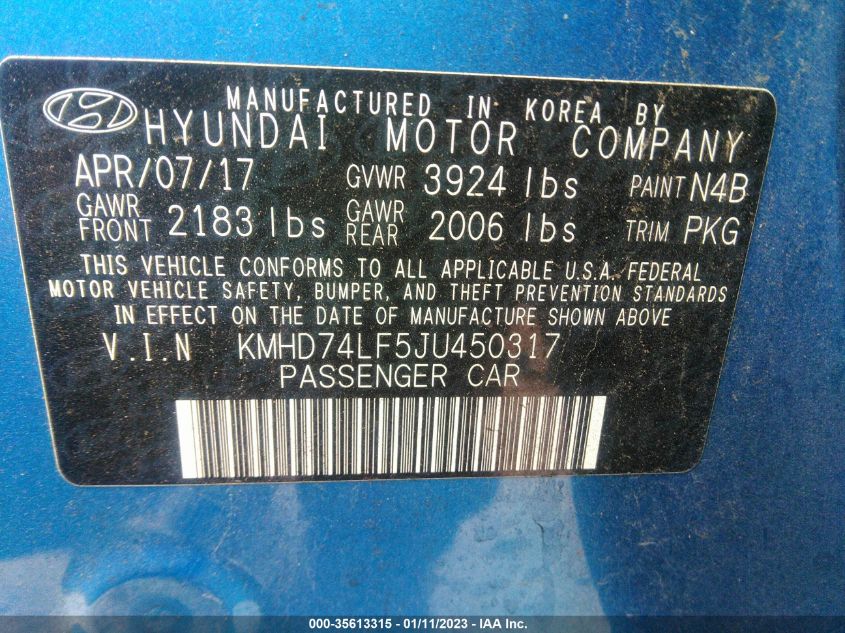 MANUFACTURED IN KOREA BY
HYUNDAI MOTOR COMPANY
APR/07/17 GVWR 3924 lbs PAINT N4B
GAWR FRONT 2183 lbs GAWR REAR 2006 lbs TRIM PKG
THIS VEHICLE CONFORMS TO ALL APPLICABLE U.S.A. FEDERAL
MOTOR VEHICLE SAFETY, BUMPER, AND THEFT PREVENTION STANDARDS
IN EFFECT ON THE DATE OF MANUFACTURE SHOWN ABOVE
V.I.N KMHD74LF5JU450317
PASSENGER CAR
000-35613315 - 01/11/2023 - IAA Inc.